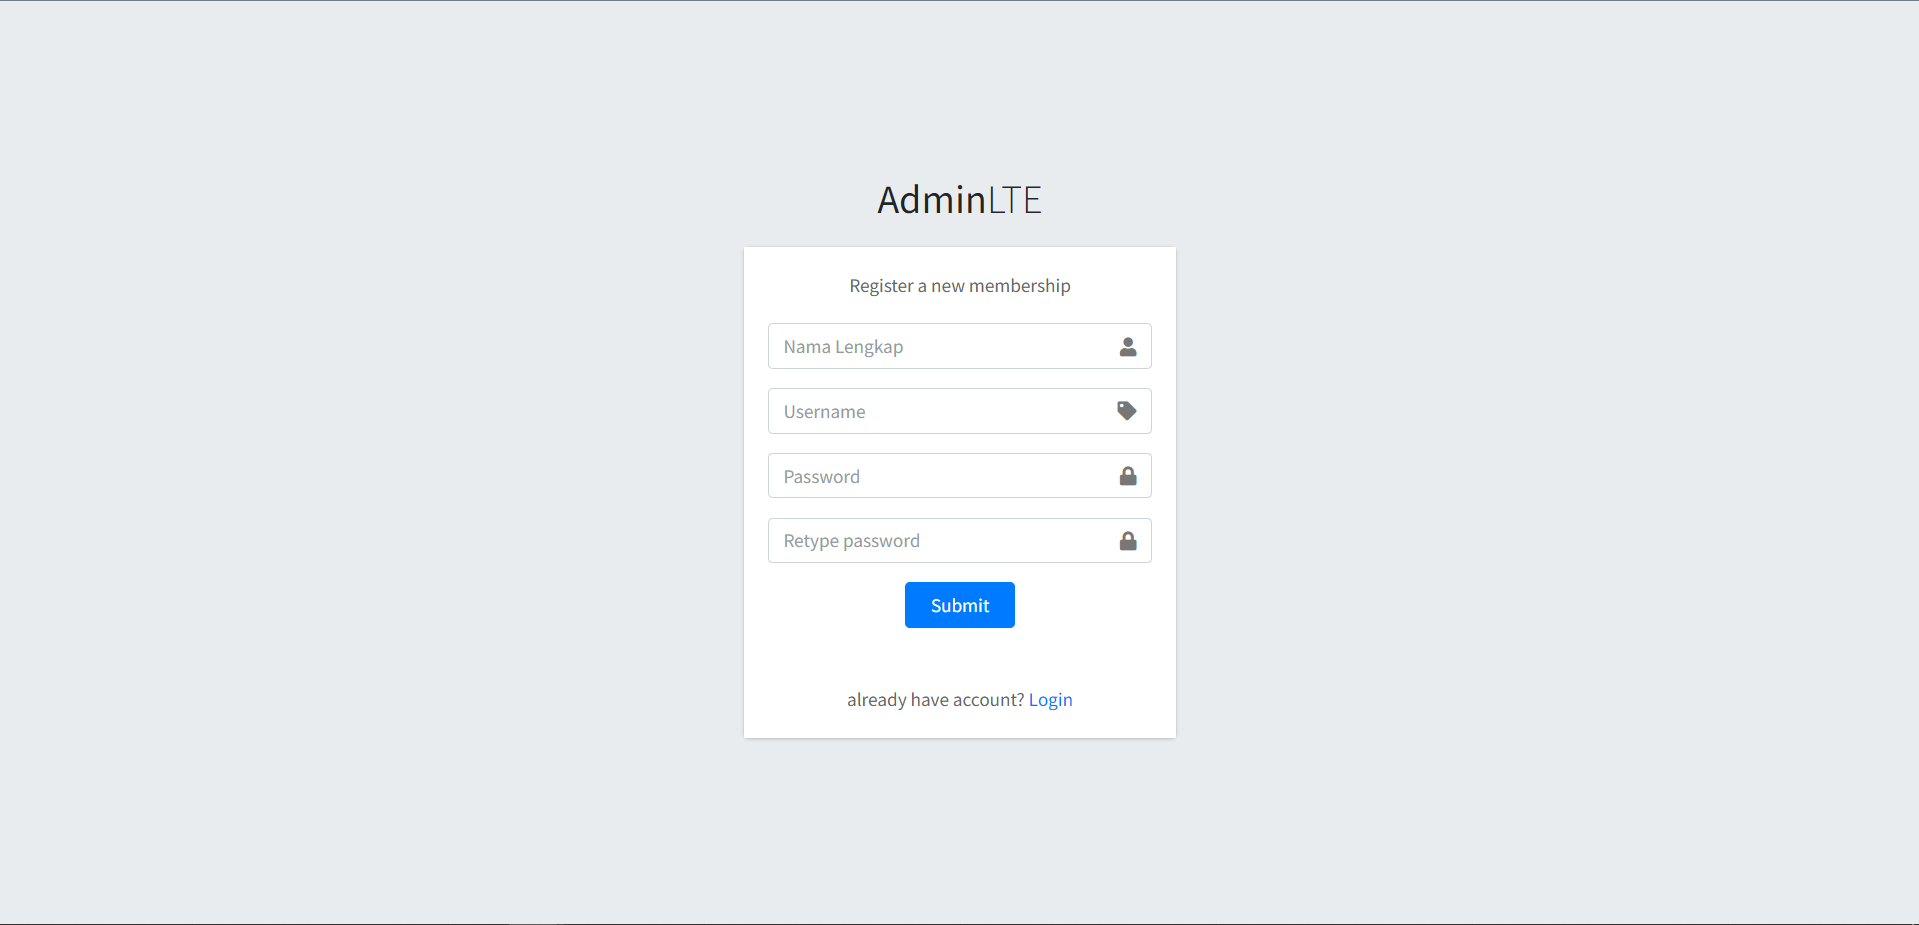 AdminLTE
Register a new membership
Nama Lengkap
Username
Password
Retype password
Submit
already have account? Login